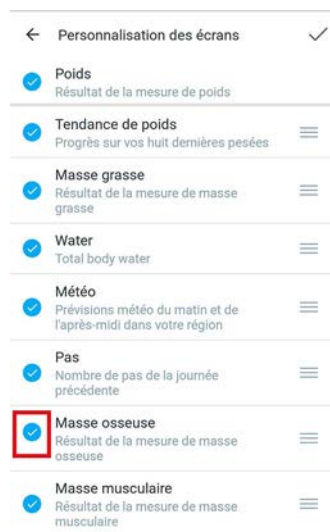 Personnalisation des écrans
Poids
Résultat de la mesure de poids
Tendance de poids
Progrès sur vos huit dernières pesées
Masse grasse
Résultat de la mesure de masse
grasse
Water
Total body water
Météo
Prévisions météo du matin et de
l'après-midi dans votre région
Pas
Nombre de pas de la journée
précédente
Masse osseuse
Résultat de la mesure de masse
osseuse
Masse musculaire
Résultat de la mesure de masse
musculaire